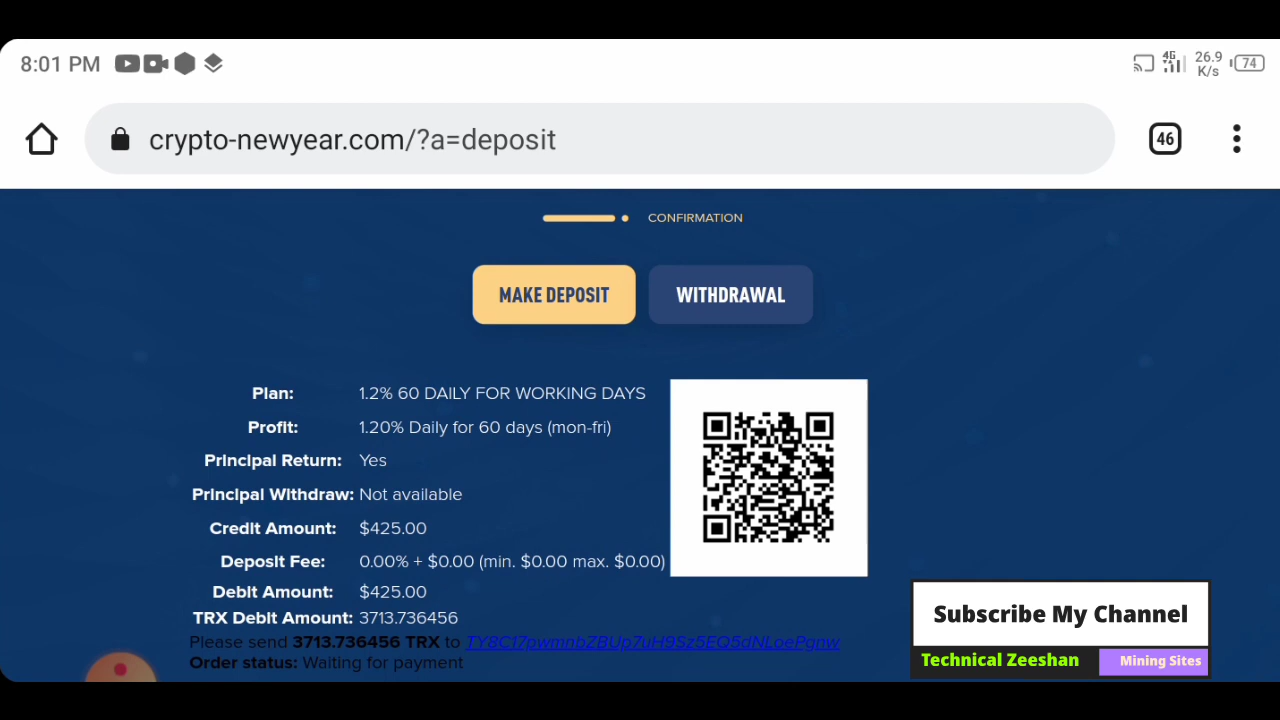 8:01 PM
4G
26.9
K/s
74
crypto-newyear.com/?a=deposit
46
CONFIRMATION
MAKE DEPOSIT
WITHDRAWAL
Plan: 1.2% 60 DAILY FOR WORKING DAYS
Profit: 1.20% Daily for 60 days (mon-fri)
Principal Return: Yes
Principal Withdraw: Not available
Credit Amount: $425.00
Deposit Fee: 0.00% + $0.00 (min. $0.00 max. $0.00)
Debit Amount: $425.00
TRX Debit Amount: 3713.736456
Please send 3713.736456 TRX to TY8C17pwmnbZBUp7uH9Sz5EQ5dNLoePgnw
Order status: Waiting for payment
Subscribe My Channel
Technical Zeeshan
Mining Sites